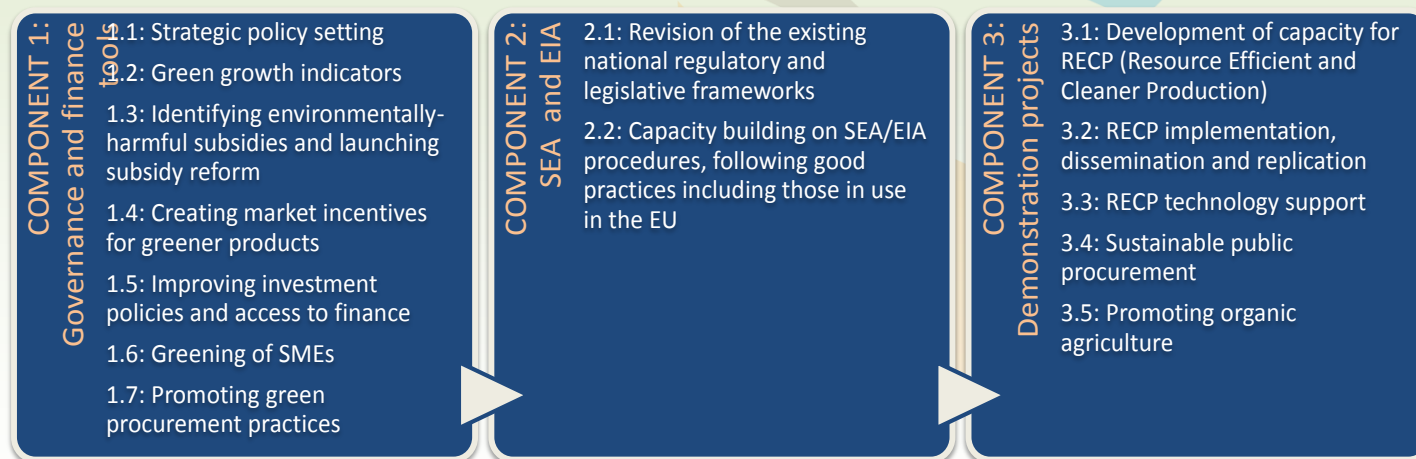 COMPONENT 1:
Governance and finance
tools
1.1: Strategic policy setting
1.2: Green growth indicators
1.3: Identifying environmentally-
harmful subsidies and launching
subsidy reform
1.4: Creating market incentives
for greener products
1.5: Improving investment
policies and access to finance
1.6: Greening of SMEs
1.7: Promoting green
procurement practices
COMPONENT 2:
SEA and EIA
2.1: Revision of the existing
national regulatory and
legislative frameworks
2.2: Capacity building on SEA/EIA
procedures, following good
practices including those in use
in the EU
COMPONENT 3:
Demonstration projects
3.1: Development of capacity for
RECP (Resource Efficient and
Cleaner Production)
3.2: RECP implementation,
dissemination and replication
3.3: RECP technology support
3.4: Sustainable public
procurement
3.5: Promoting organic
agriculture